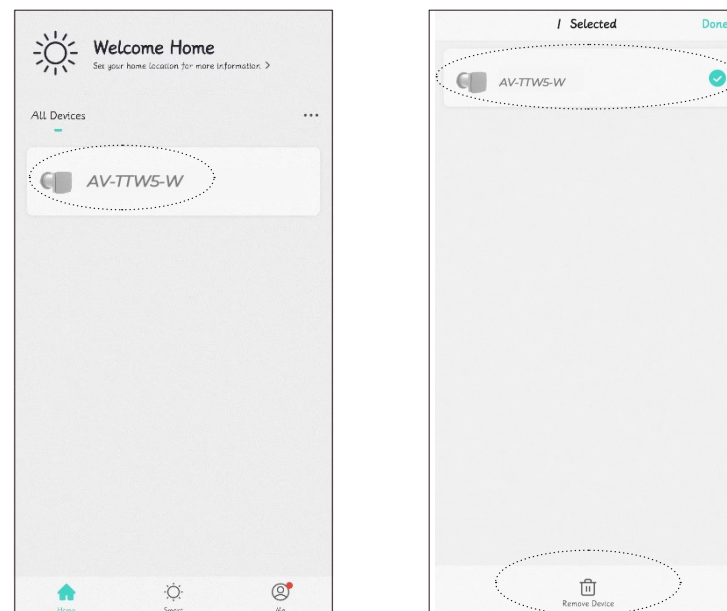 Welcome Home
Set your home location for more information. >
All Devices
AV-TTW5-W
Home
Smart
Me
1 Selected
Done
AV-TTW5-W
Remove Device